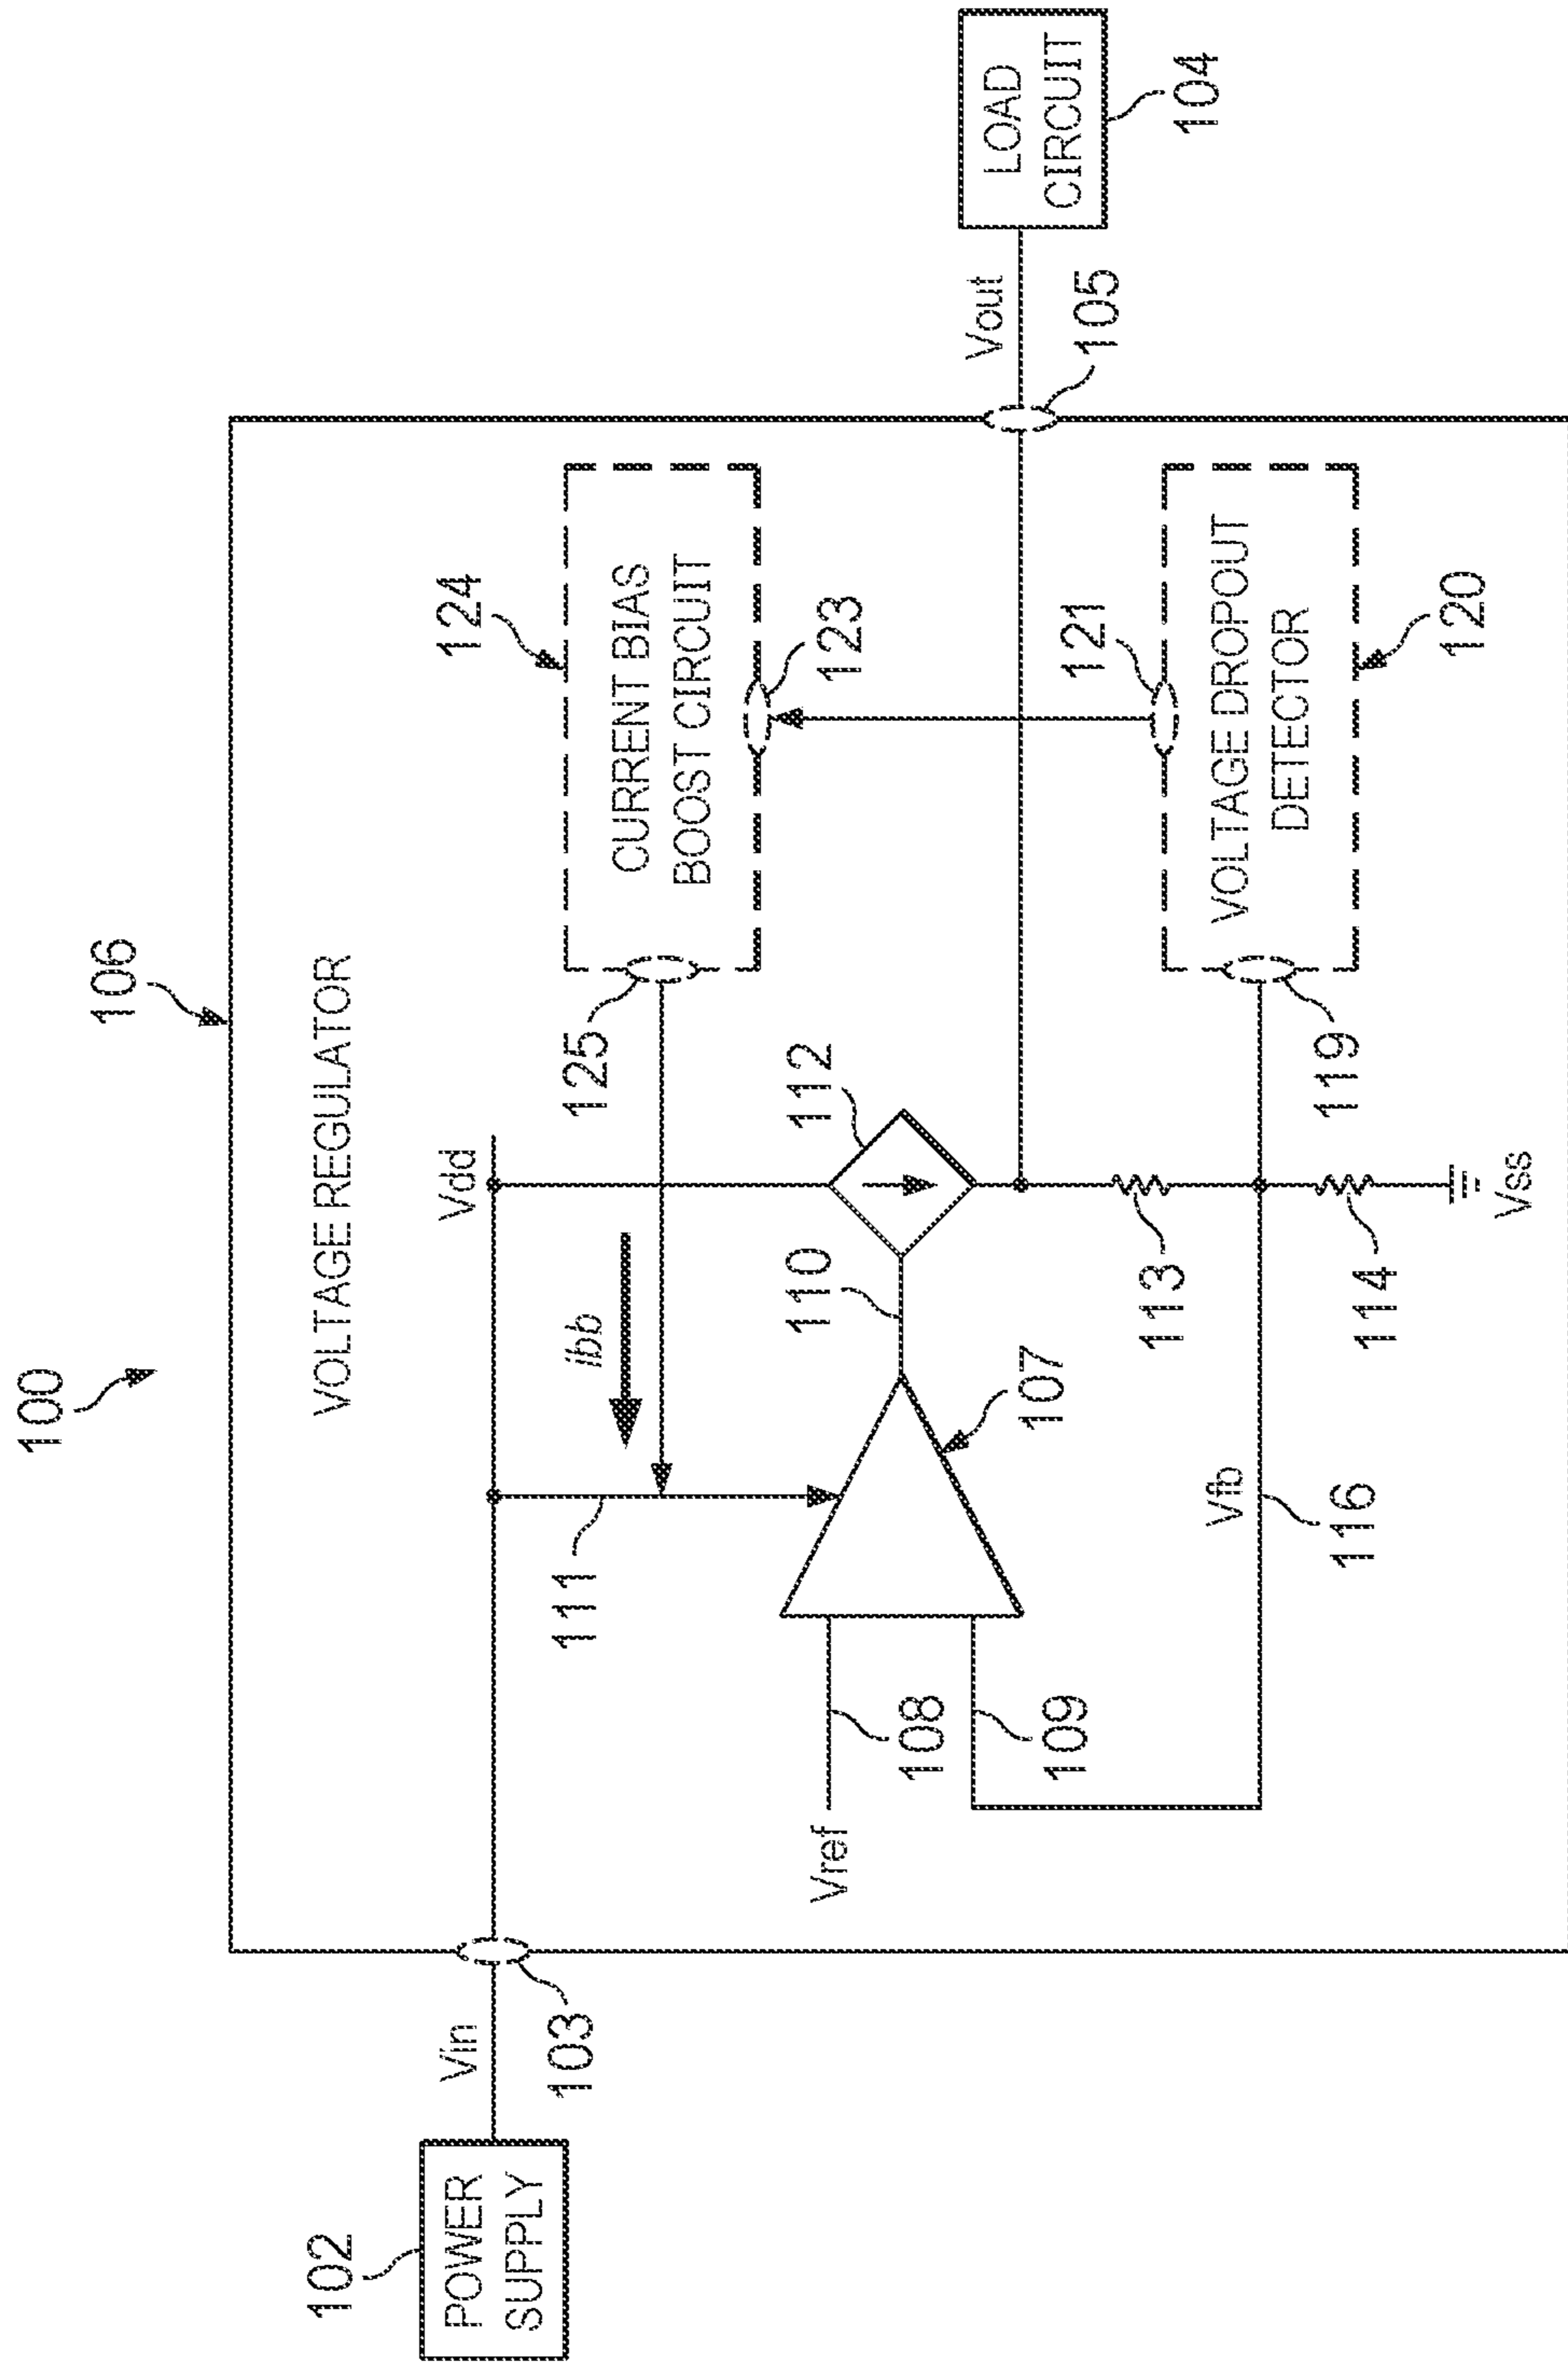 100
106
VOLTAGE REGULATOR
102
POWER
SUPPLY
Vin
103
Vdd
111
ibb
125
124
CURRENT BIAS
BOOST CIRCUIT
123
Vref
108
109
107
110
112
113
114
Vss
Vfb
116
119
121
VOLTAGE DROPOUT
DETECTOR
120
Vout
105
LOAD
CIRCUIT
104